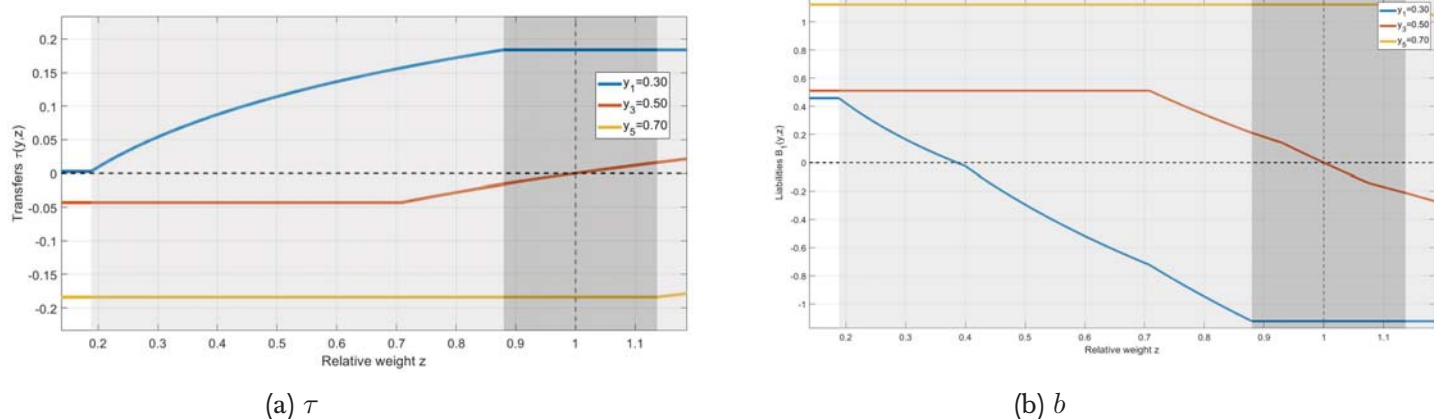 Transfers τ(y,z)
0.2
0.15
0.1
0.05
0
-0.05
-0.1
-0.15
-0.2
y1=0.30
y3=0.50
y5=0.70
0.2 0.3 0.4 0.5 0.6 0.7 0.8 0.9 1 1.1
Relative weight z
(a) τ
Liabilities B1(y,z)
1
0.8
0.6
0.4
0.2
0
-0.2
-0.4
-0.6
-0.8
-1
y1=0.30
y3=0.50
y5=0.70
0.2 0.3 0.4 0.5 0.6 0.7 0.8 0.9 1 1.1
Relative weight z
(b) b